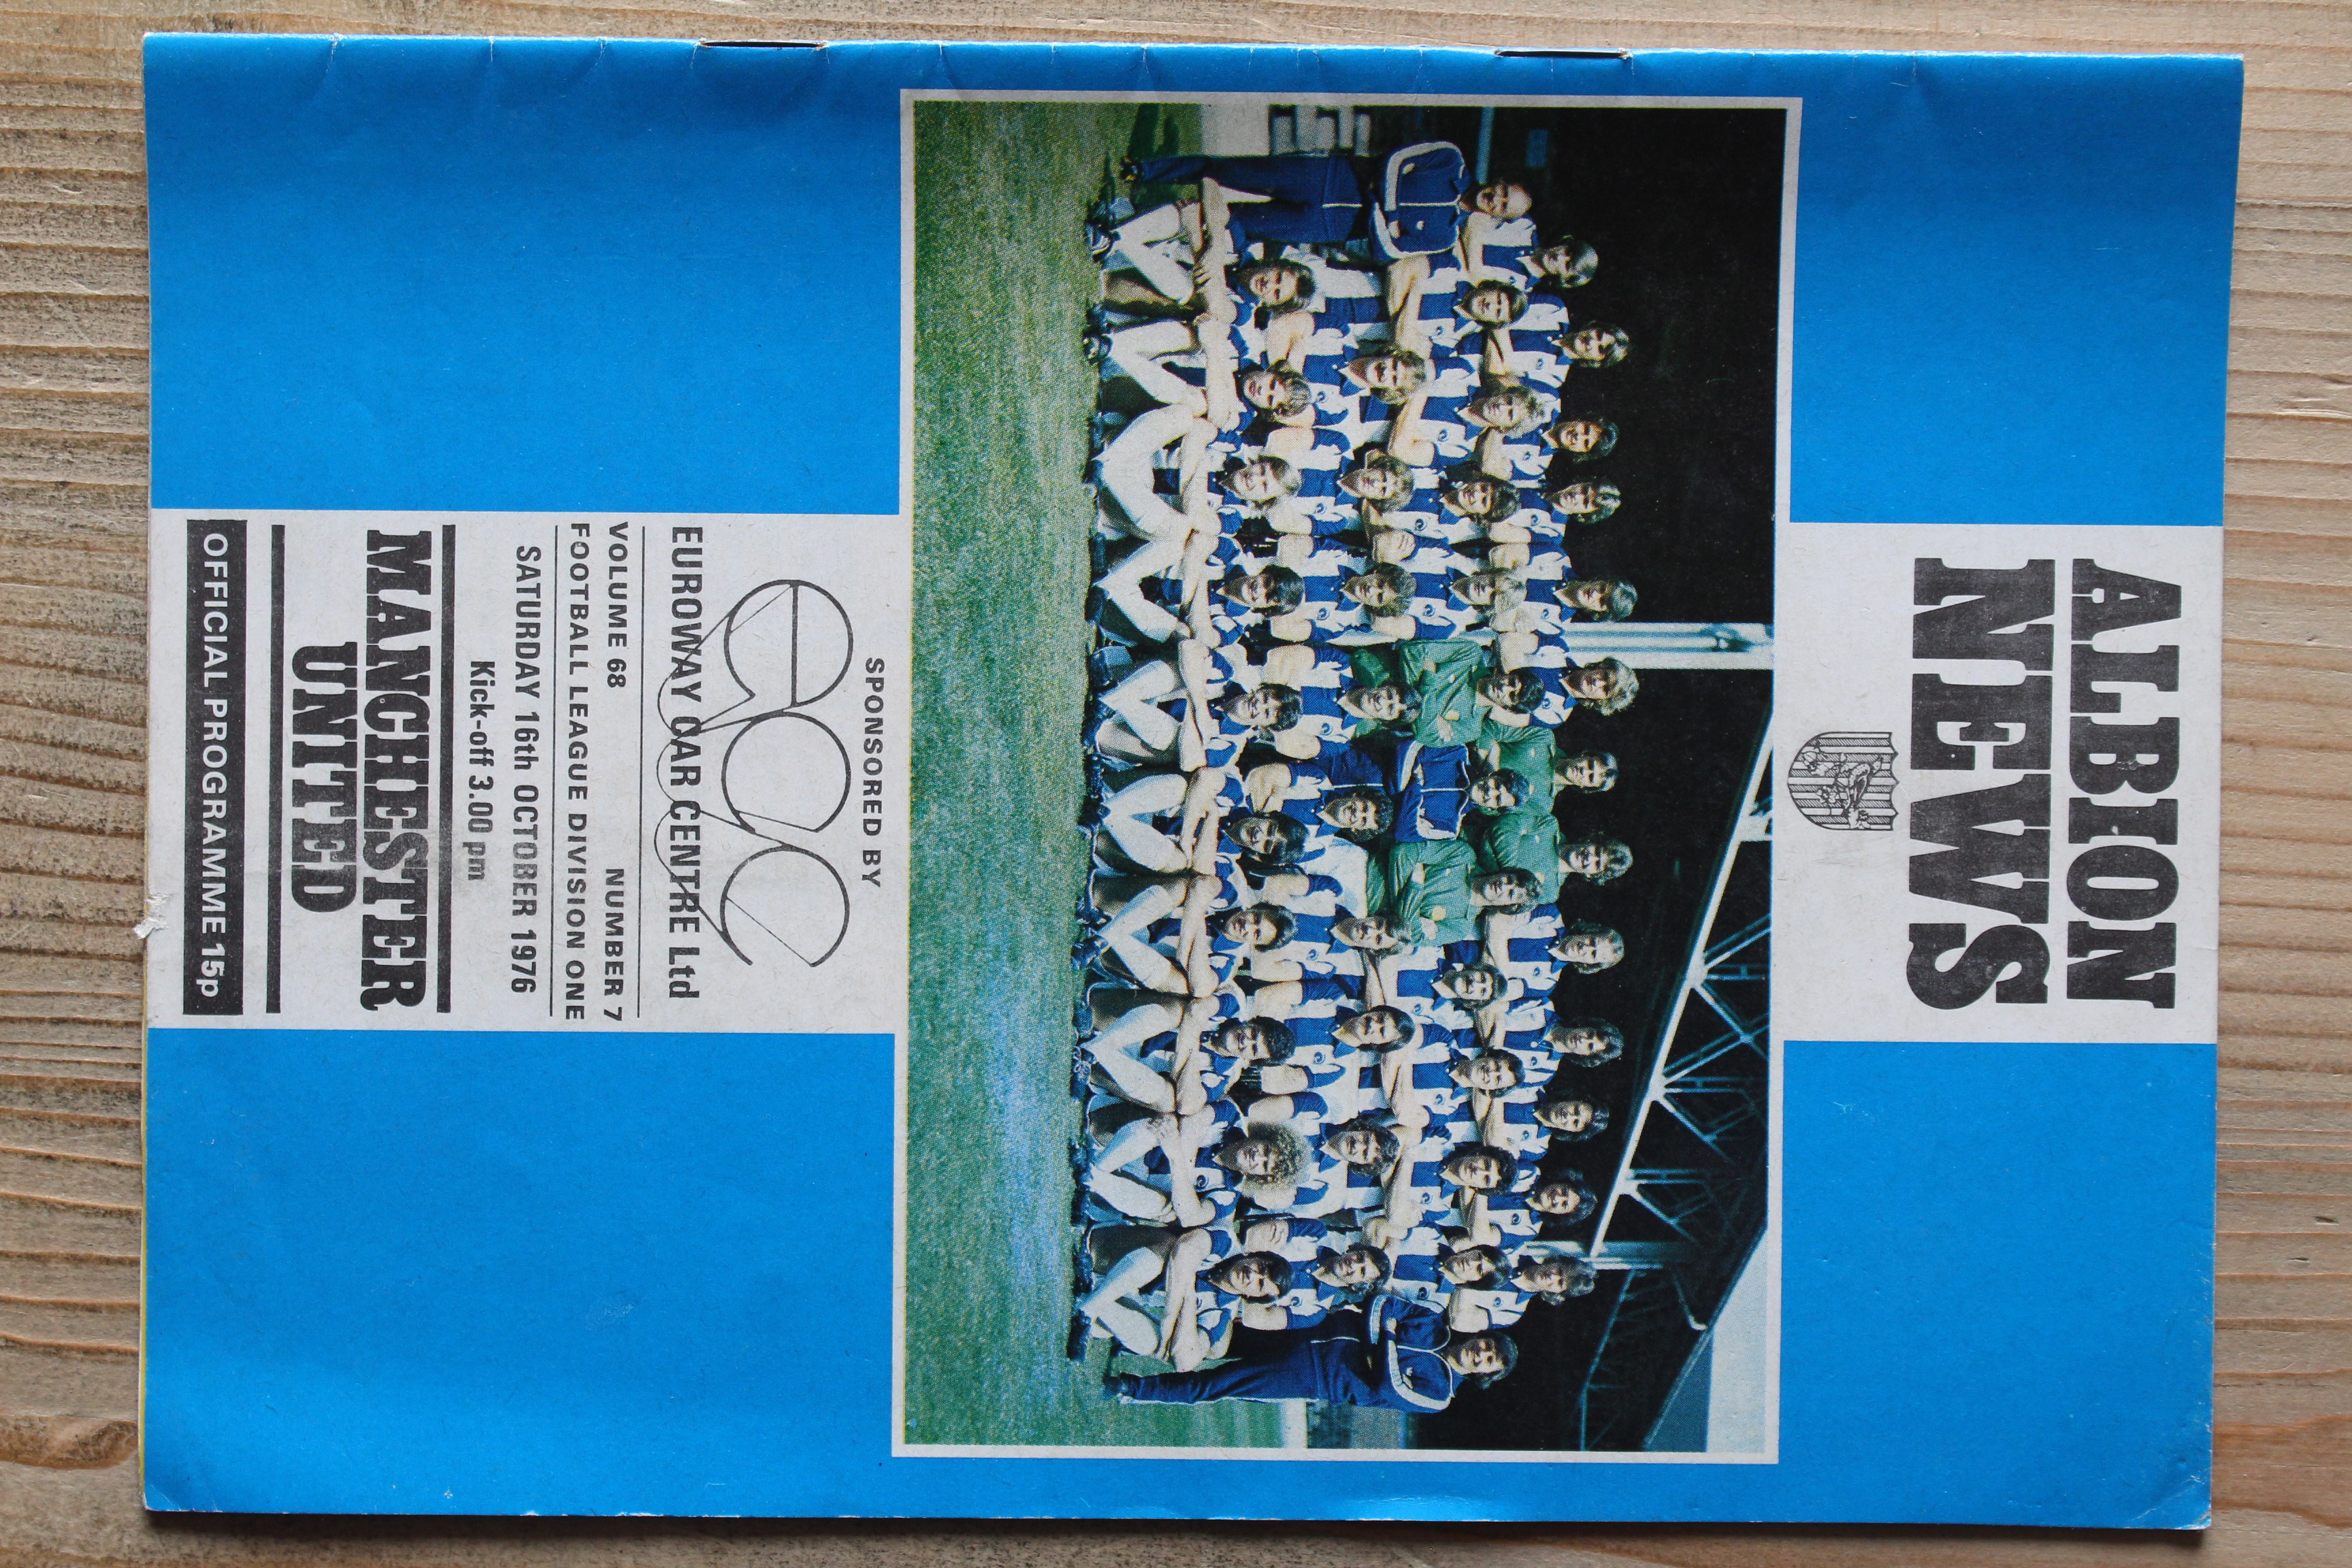 ALBION
NEWS
SPONSORED BY
ecc
EUROWAY CAR CENTRE Ltd
VOLUME 68 NUMBER 7
FOOTBALL LEAGUE DIVISION ONE
SATURDAY 16th OCTOBER 1976
Kick-off 3.00 pm
MANCHESTER
UNITED
OFFICIAL PROGRAMME 15p